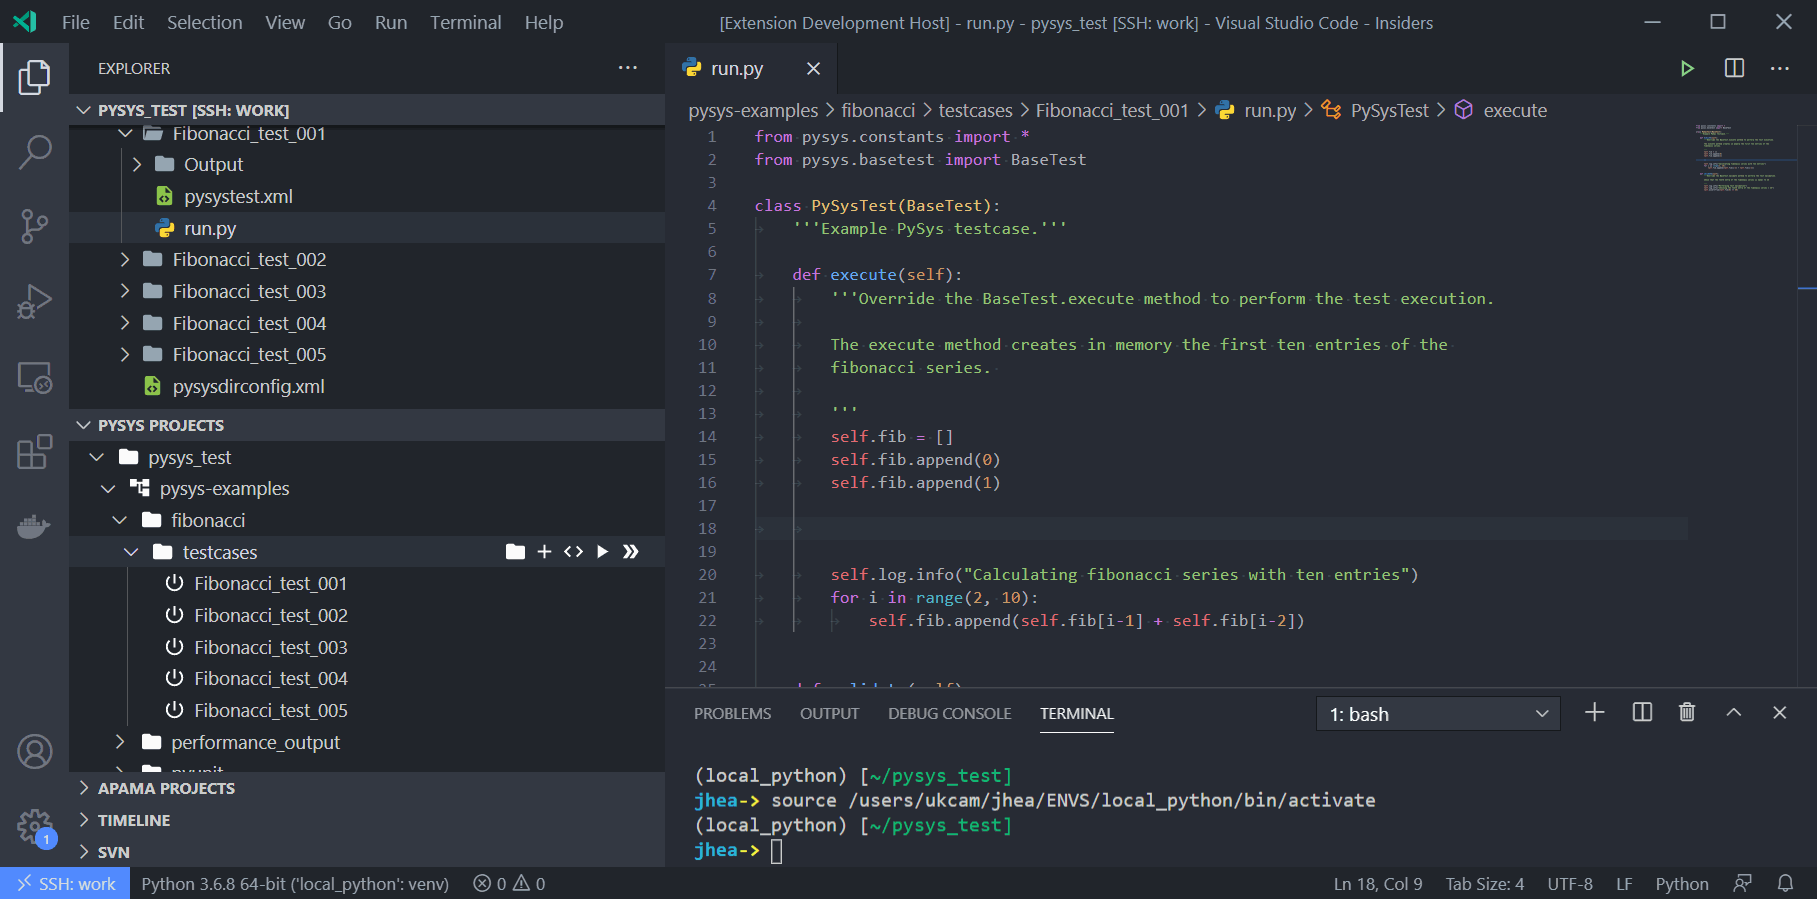 File Edit Selection View Go Run Terminal Help
[Extension Development Host] - run.py - pysys_test [SSH: work] - Visual Studio Code - Insiders
EXPLORER
PYSYS_TEST [SSH: WORK]
Fibonacci_test_001
Output
pysystest.xml
run.py
Fibonacci_test_002
Fibonacci_test_003
Fibonacci_test_004
Fibonacci_test_005
pysysdirconfig.xml
PYSYS PROJECTS
pysys_test
pysys-examples
fibonacci
testcases
Fibonacci_test_001
Fibonacci_test_002
Fibonacci_test_003
Fibonacci_test_004
Fibonacci_test_005
performance_output
APAMA PROJECTS
TIMELINE
SVN
1
run.py
pysys-examples > fibonacci > testcases > Fibonacci_test_001 > run.py > PySysTest > execute
1 from pysys.constants import *
2 from pysys.basetest import BaseTest
3
4 class PySysTest(BaseTest):
5 '''Example PySys testcase.'''
6
7 def execute(self):
8 '''Override the BaseTest.execute method to perform the test execution.
9
10 The execute method creates in memory the first ten entries of the
11 fibonacci series.
12
13 '''
14 self.fib = []
15 self.fib.append(0)
16 self.fib.append(1)
17
18
19
20 self.log.info("Calculating fibonacci series with ten entries")
21 for i in range(2, 10):
22 self.fib.append(self.fib[i-1] + self.fib[i-2])
23
24
PROBLEMS OUTPUT DEBUG CONSOLE TERMINAL
1: bash
(local_python) [~/pysys_test]
jhea-> source /users/ukcam/jhea/ENVS/local_python/bin/activate
(local_python) [~/pysys_test]
jhea->
SSH: work Python 3.6.8 64-bit ('local_python': venv) 0 0
Ln 18, Col 9 Tab Size: 4 UTF-8 LF Python